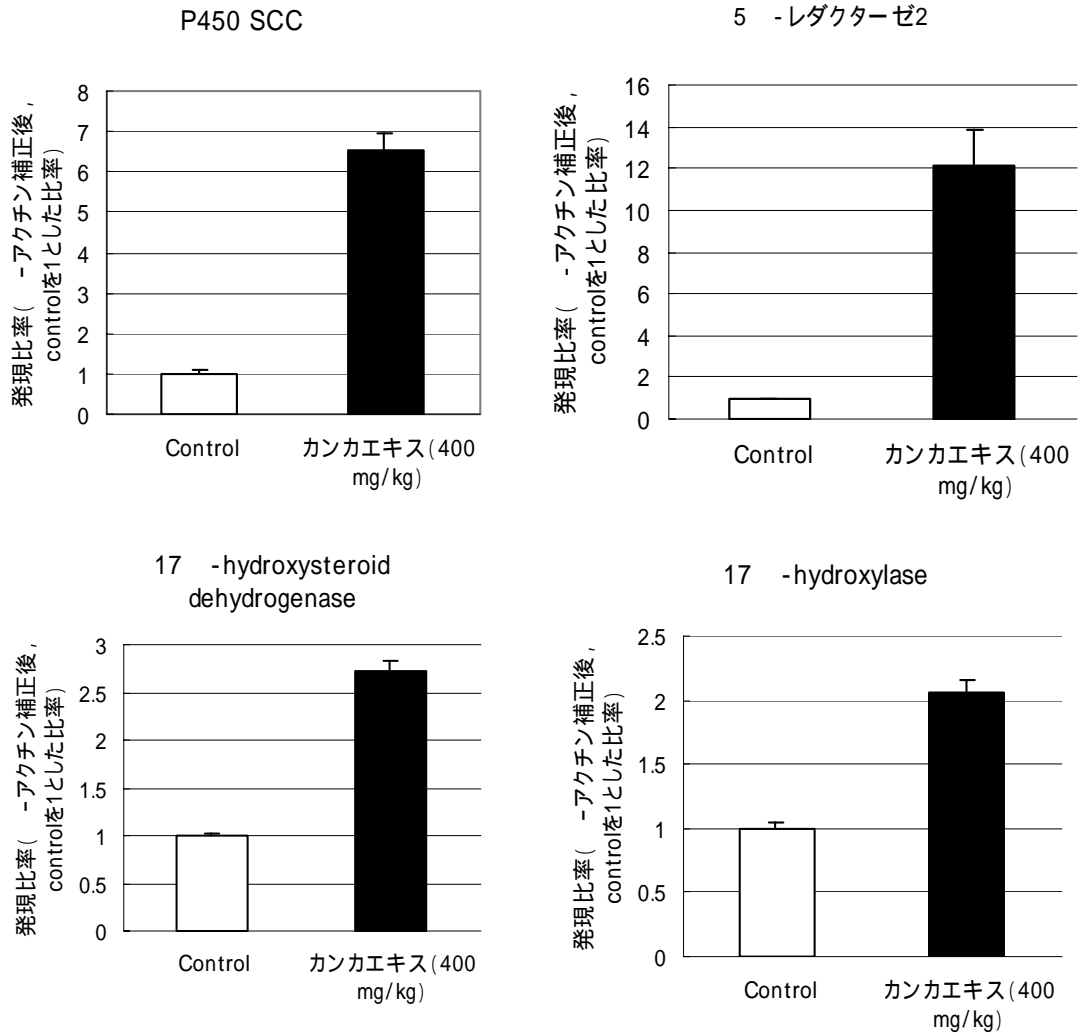 P450 SCC
発現比率( -アクチン補正後,
controlを1とした比率)
8
7
6
5
4
3
2
1
0
Control
カンカエキス(400
mg/kg)
5 -レダクターゼ2
発現比率( -アクチン補正後,
controlを1とした比率)
16
14
12
10
8
6
4
2
0
Control
カンカエキス(400
mg/kg)
17 -hydroxysteroid
dehydrogenase
発現比率( -アクチン補正後,
controlを1とした比率)
3
2.5
2
1.5
1
0.5
0
Control
カンカエキス(400
mg/kg)
17 -hydroxylase
発現比率( -アクチン補正後,
controlを1とした比率)
2.5
2
1.5
1
0.5
0
Control
カンカエキス(400
mg/kg)